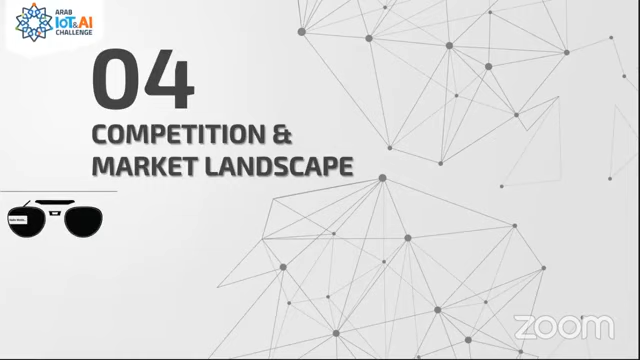 ARAB
IoT&AI
CHALLENGE
04
COMPETITION &
MARKET LANDSCAPE
zoom